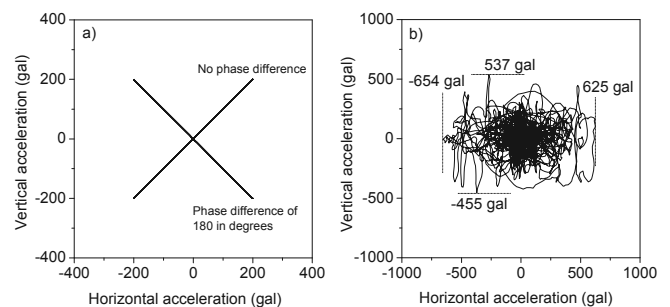 a)
No phase difference
Phase difference of
180 in degrees
400
200
0
-200
-400
-400
-200
0
200
400
Vertical acceleration (gal)
Horizontal acceleration (gal)
b)
537 gal
-654 gal
625 gal
-455 gal
1000
500
0
-500
-1000
-1000
-500
0
500
1000
Vertical acceleration (gal)
Horizontal acceleration (gal)